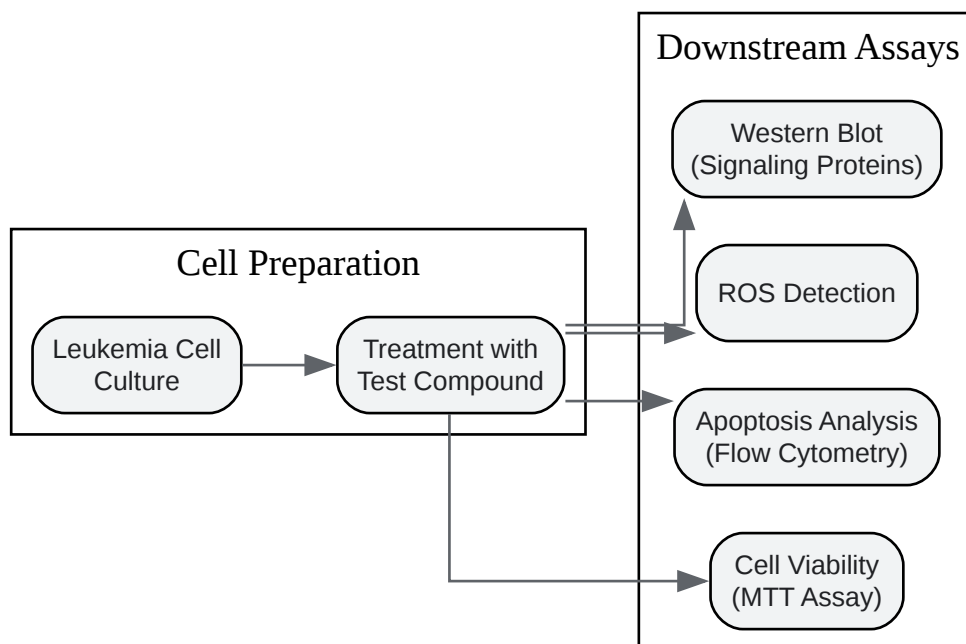 Cell Preparation
Leukemia Cell
Culture
Treatment with
Test Compound
Downstream Assays
Western Blot
(Signaling Proteins)
ROS Detection
Apoptosis Analysis
(Flow Cytometry)
Cell Viability
(MTT Assay)